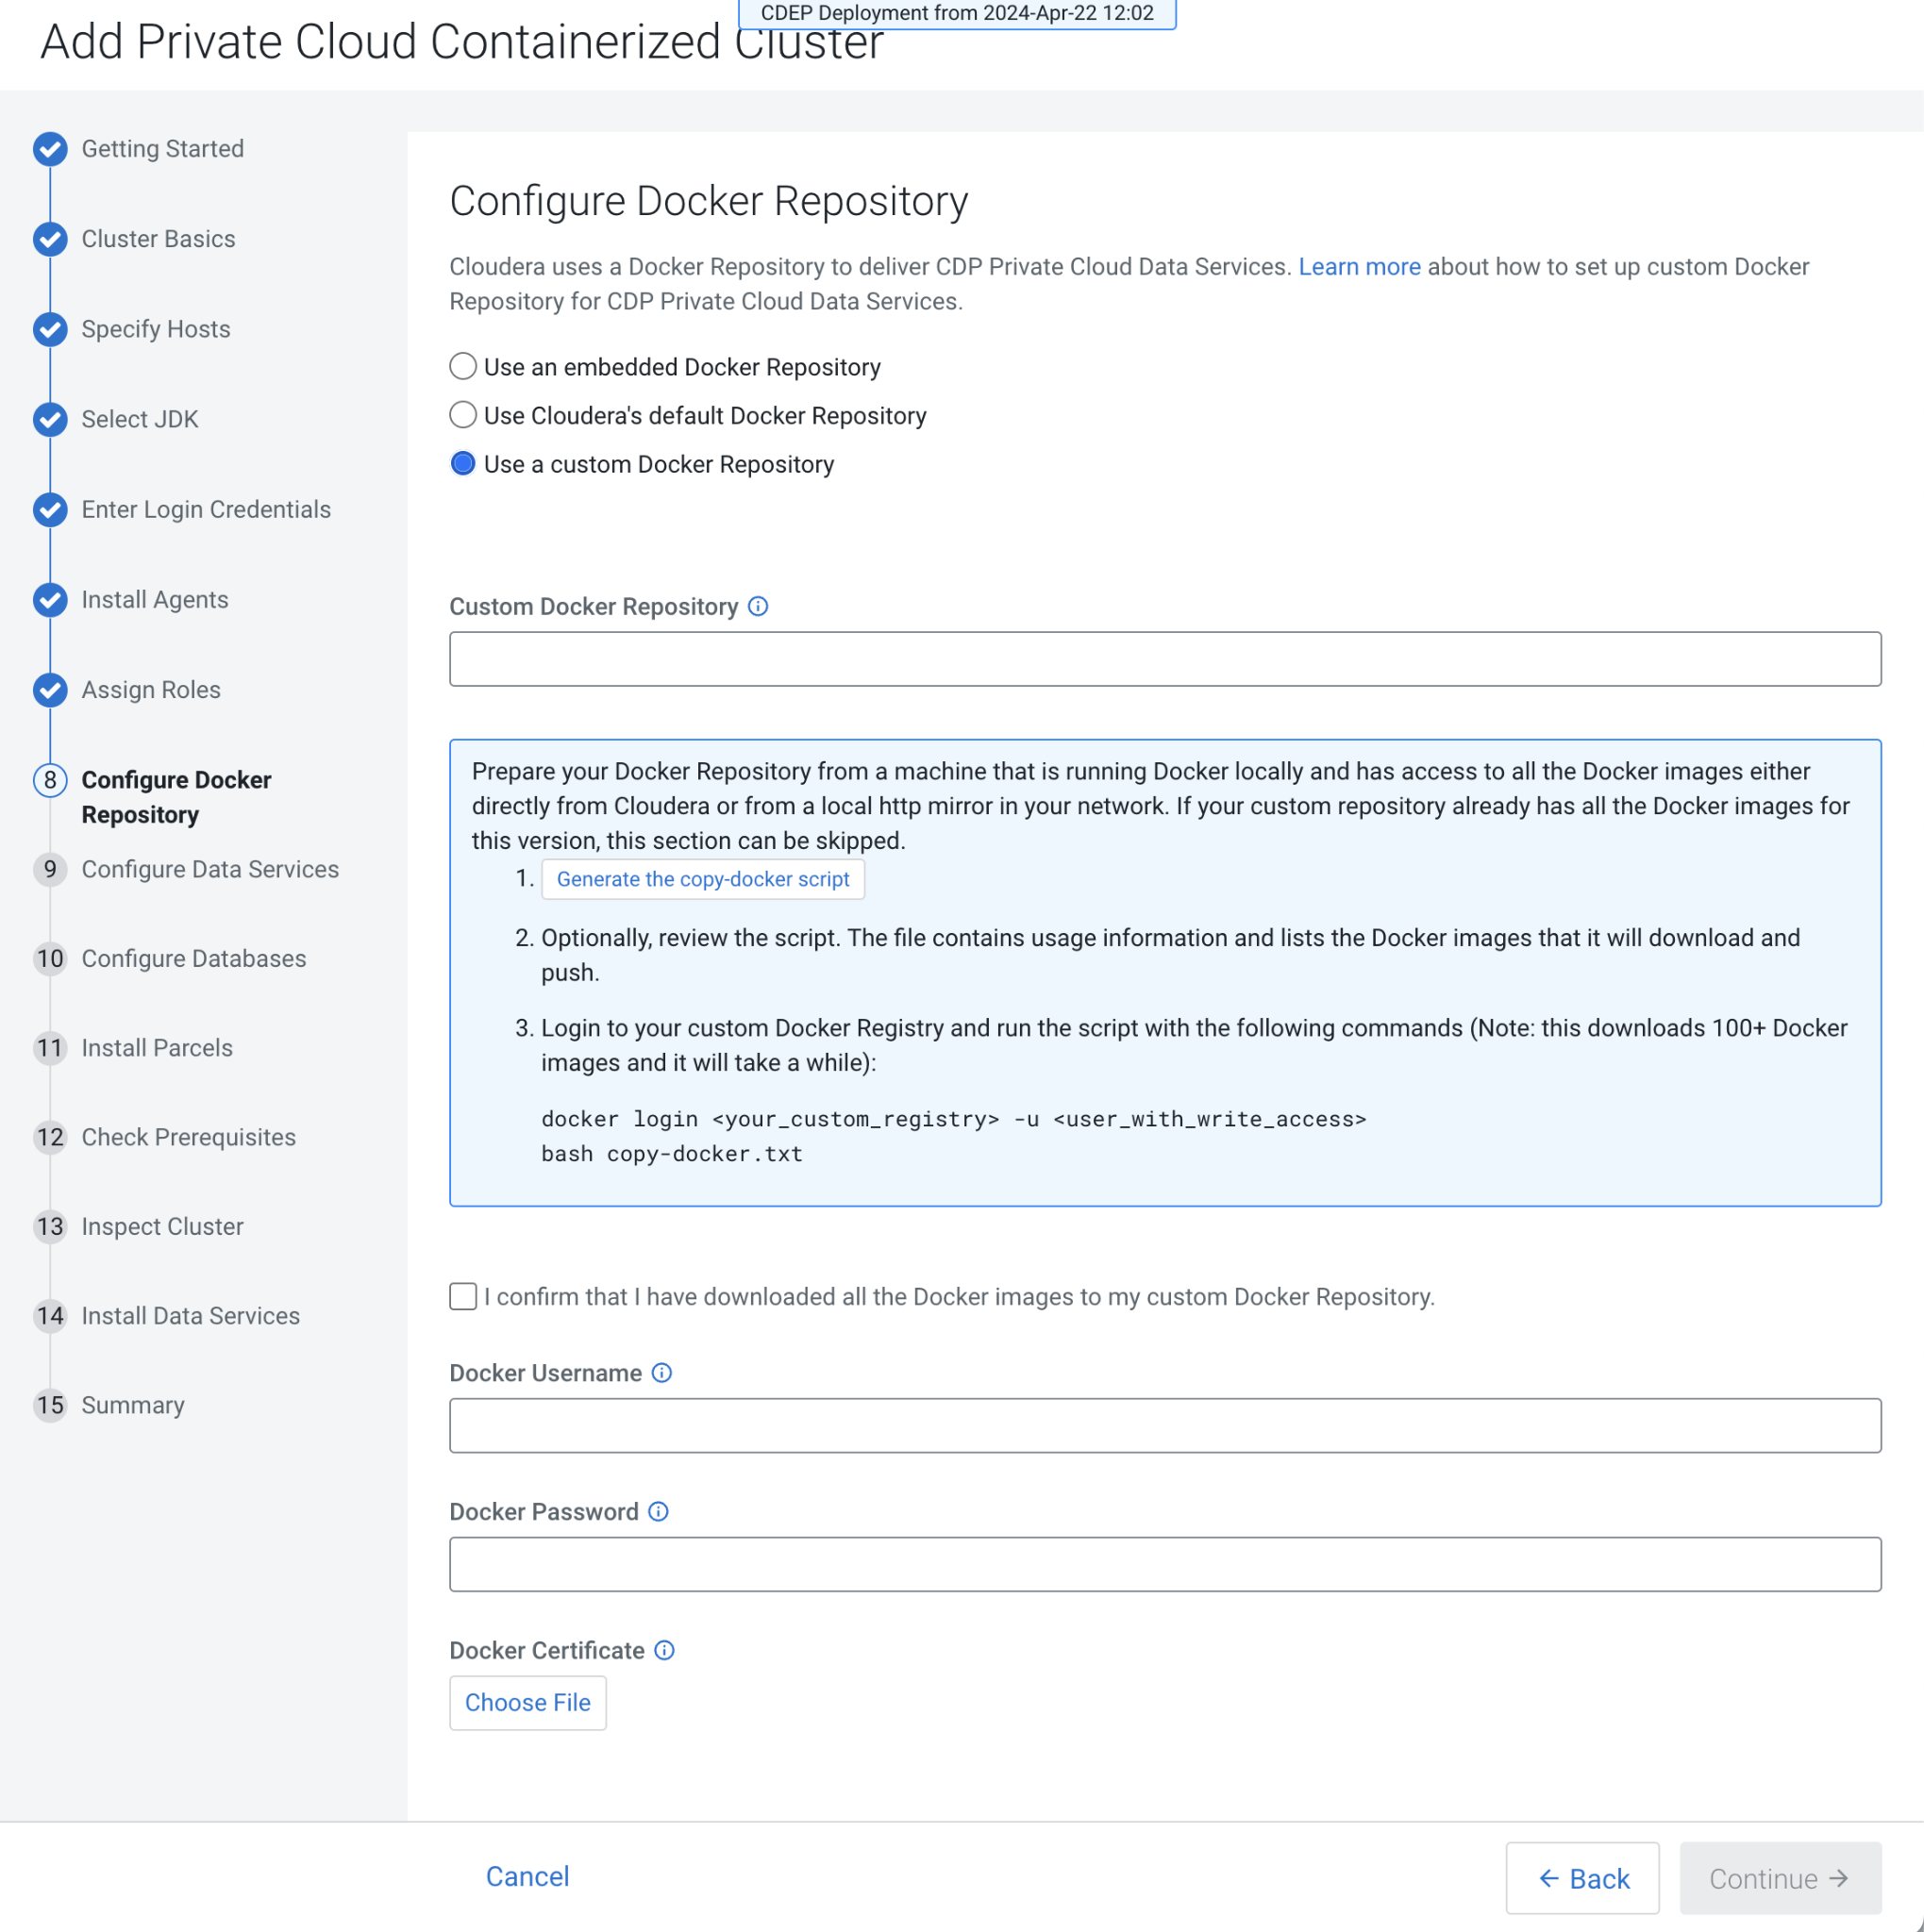 CDEP Deployment from 2024-Apr-22 12:02
Add Private Cloud Containerized Cluster
Getting Started
Cluster Basics
Specify Hosts
Select JDK
Enter Login Credentials
Install Agents
Assign Roles
8 Configure Docker
Repository
9 Configure Data Services
10 Configure Databases
11 Install Parcels
12 Check Prerequisites
13 Inspect Cluster
14 Install Data Services
15 Summary
Configure Docker Repository
Cloudera uses a Docker Repository to deliver CDP Private Cloud Data Services. Learn more about how to set up custom Docker
Repository for CDP Private Cloud Data Services.
Use an embedded Docker Repository
Use Cloudera's default Docker Repository
Use a custom Docker Repository
Custom Docker Repository
Prepare your Docker Repository from a machine that is running Docker locally and has access to all the Docker images either
directly from Cloudera or from a local http mirror in your network. If your custom repository already has all the Docker images for
this version, this section can be skipped.
1. Generate the copy-docker script
2. Optionally, review the script. The file contains usage information and lists the Docker images that it will download and
push.
3. Login to your custom Docker Registry and run the script with the following commands (Note: this downloads 100+ Docker
images and it will take a while):
docker login <your_custom_registry> -u <user_with_write_access>
bash copy-docker.txt
I confirm that I have downloaded all the Docker images to my custom Docker Repository.
Docker Username
Docker Password
Docker Certificate
Choose File
Cancel
← Back
Continue →